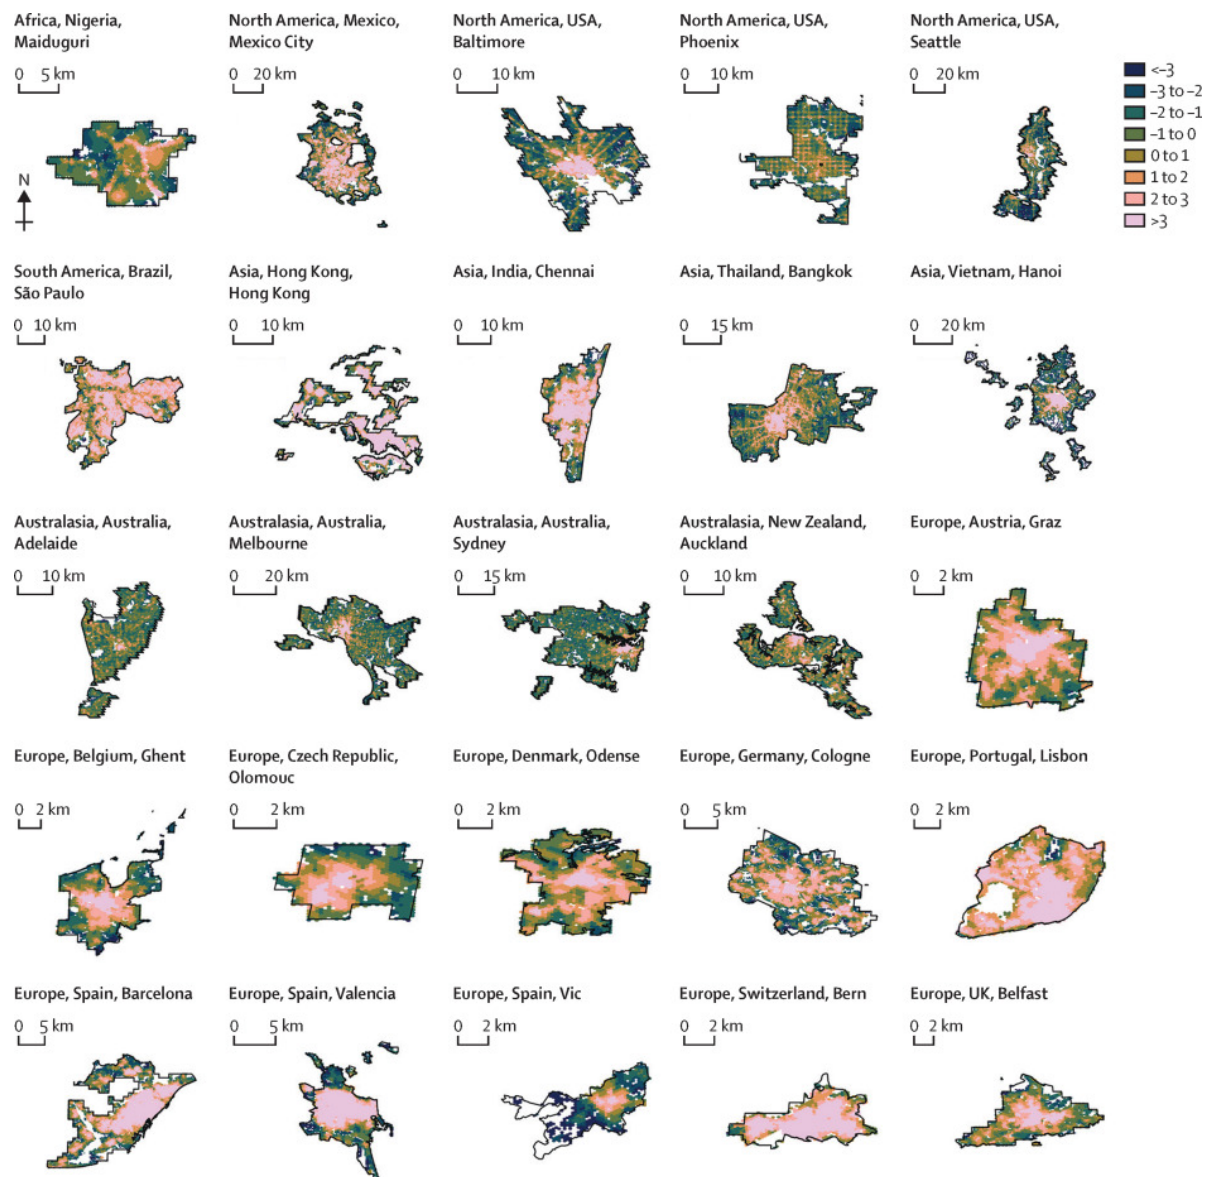 Africa, Nigeria,
Maiduguri
0 5 km
N
North America, Mexico,
Mexico City
0 20 km
North America, USA,
Baltimore
0 10 km
North America, USA,
Phoenix
0 10 km
North America, USA,
Seattle
0 20 km
<–3
–3 to –2
–2 to –1
–1 to 0
0 to 1
1 to 2
2 to 3
>3
South America, Brazil,
São Paulo
0 10 km
Asia, Hong Kong,
Hong Kong
0 10 km
Asia, India, Chennai
0 10 km
Asia, Thailand, Bangkok
0 15 km
Asia, Vietnam, Hanoi
0 20 km
Australasia, Australia,
Adelaide
0 10 km
Australasia, Australia,
Melbourne
0 20 km
Australasia, Australia,
Sydney
0 15 km
Australasia, New Zealand,
Auckland
0 10 km
Europe, Austria, Graz
0 2 km
Europe, Belgium, Ghent
0 2 km
Europe, Czech Republic,
Olomouc
0 2 km
Europe, Denmark, Odense
0 2 km
Europe, Germany, Cologne
0 5 km
Europe, Portugal, Lisbon
0 2 km
Europe, Spain, Barcelona
0 5 km
Europe, Spain, Valencia
0 5 km
Europe, Spain, Vic
0 2 km
Europe, Switzerland, Bern
0 2 km
Europe, UK, Belfast
0 2 km